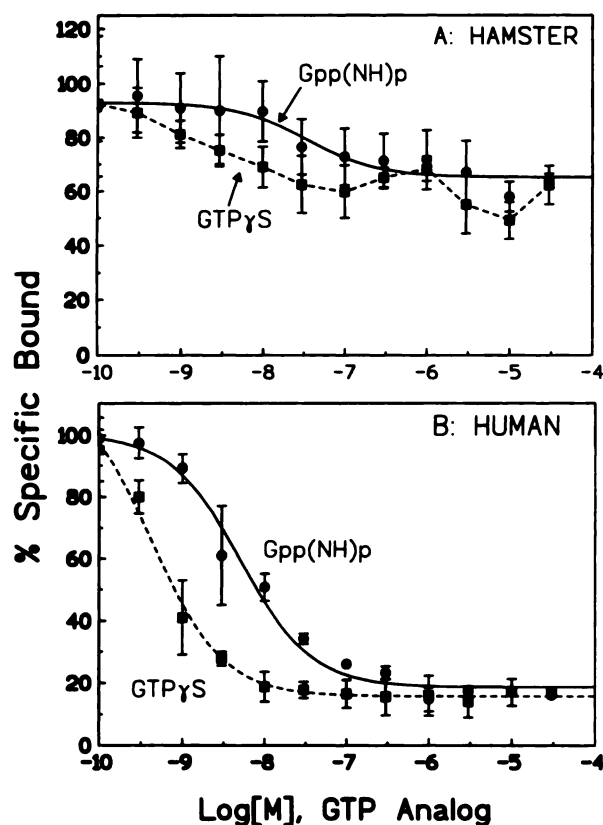 A: HAMSTER
Gpp(NH)p
GTPγS
120
100
80
60
40
20
0
-10 -9 -8 -7 -6 -5 -4
B: HUMAN
Gpp(NH)p
GTPγS
100
80
60
40
20
0
-10 -9 -8 -7 -6 -5 -4
% Specific Bound
Log[M], GTP Analog